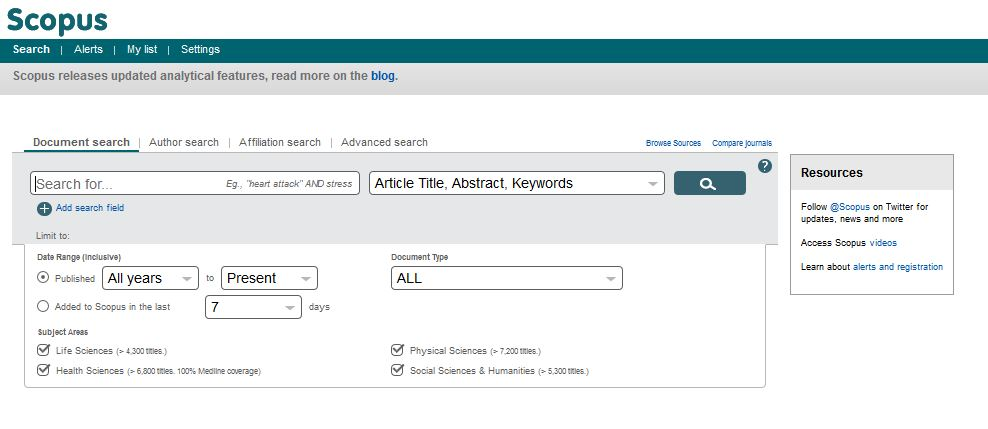 Scopus
Search | Alerts | My list | Settings
Scopus releases updated analytical features, read more on the blog.
Document search | Author search | Affiliation search | Advanced search
Browse Sources Compare journals
Search for... Eg., "heart attack" AND stress Article Title, Abstract, Keywords ?
Add search field
Limit to:
Date Range (Inclusive) Document Type
Published All years to Present ALL
Added to Scopus in the last 7 days
Subject Areas
Life Sciences (> 4,300 titles.) Physical Sciences (> 7,200 titles.)
Health Sciences (> 6,800 titles. 100% Medline coverage) Social Sciences & Humanities (> 5,300 titles.)
Resources
Follow @Scopus on Twitter for
updates, news and more
Access Scopus videos
Learn about alerts and registration